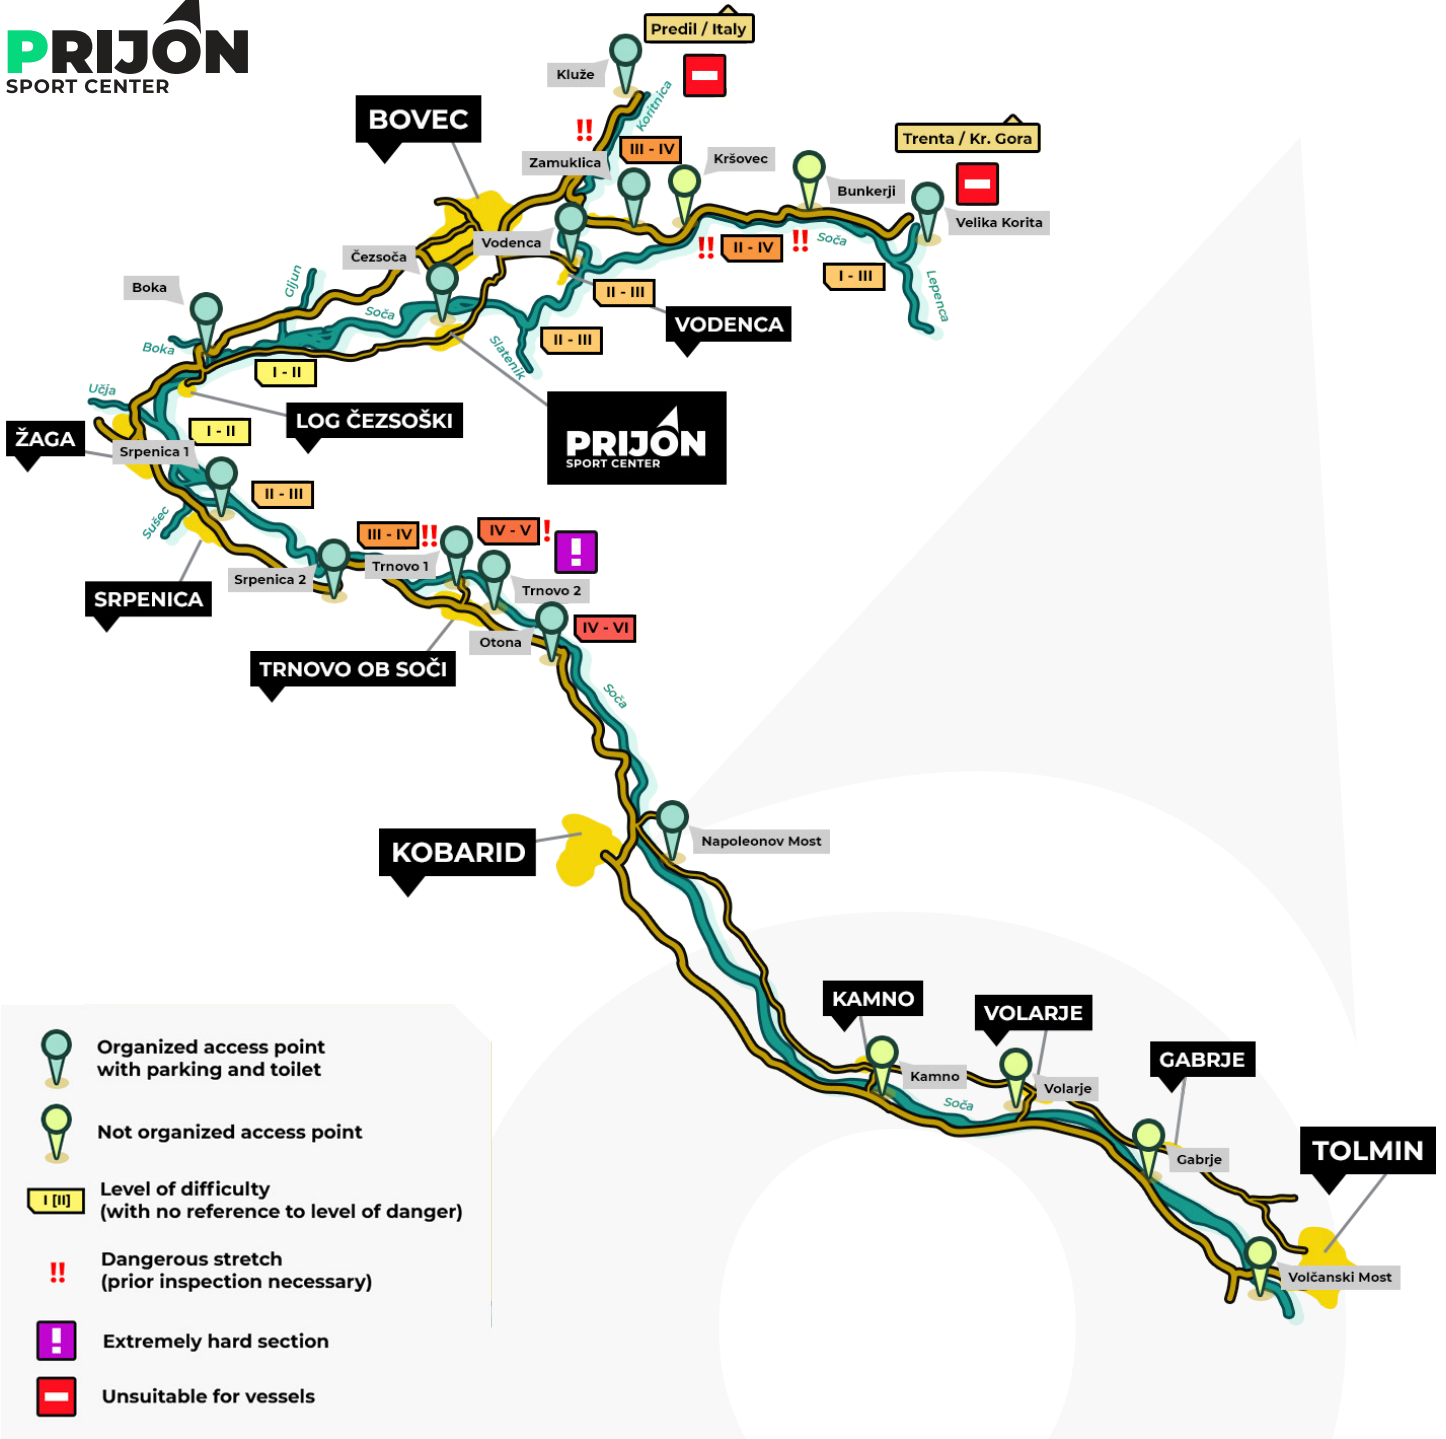 PRIJON
SPORT CENTER
Predil / Italy
Kluže
Koritnica
BOVEC
!!
III - IV
Zamuklica
Kršovec
Trenta / Kr. Gora
Bunkerji
Velika Korita
Vodenca
!!
II - IV
!!
Soča
I - III
Lepenca
Čezsoča
Gljun
Boka
Soča
II - III
VODENCA
Boka
Slatenik
II - III
I - II
Učja
LOG ČEZSOŠKI
PRIJON
SPORT CENTER
ŽAGA
I - II
Srpenica 1
II - III
Sušec
III - IV
!!
IV - V
!
!
Trnovo 1
Srpenica 2
Trnovo 2
SRPENICA
IV - VI
Otona
TRNOVO OB SOČI
Soča
Napoleonov Most
KOBARID
KAMNO
VOLARJE
GABRJE
Kamno
Volarje
Soča
Gabrje
TOLMIN
Volčanski Most
Organized access point
with parking and toilet
Not organized access point
I [II]
Level of difficulty
(with no reference to level of danger)
!!
Dangerous stretch
(prior inspection necessary)
!
Extremely hard section
Unsuitable for vessels